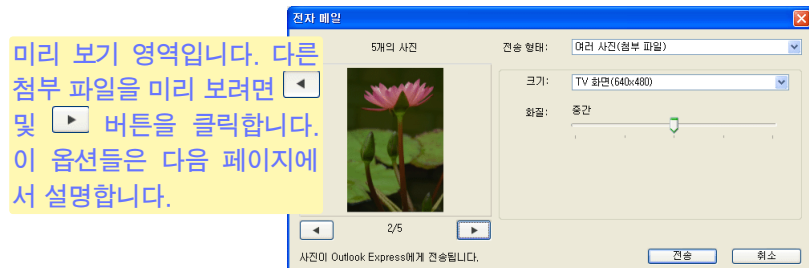 전자 메일
미리 보기 영역입니다. 다른
첨부 파일을 미리 보려면
및 버튼을 클릭합니다.
이 옵션들은 다음 페이지에
서 설명합니다.
5개의 사진
전송 형태: 여러 사진(첨부 파일)
크기: TV 화면(640x480)
화질: 중간
2/5
사진이 Outlook Express에게 전송됩니다.
전송 취소